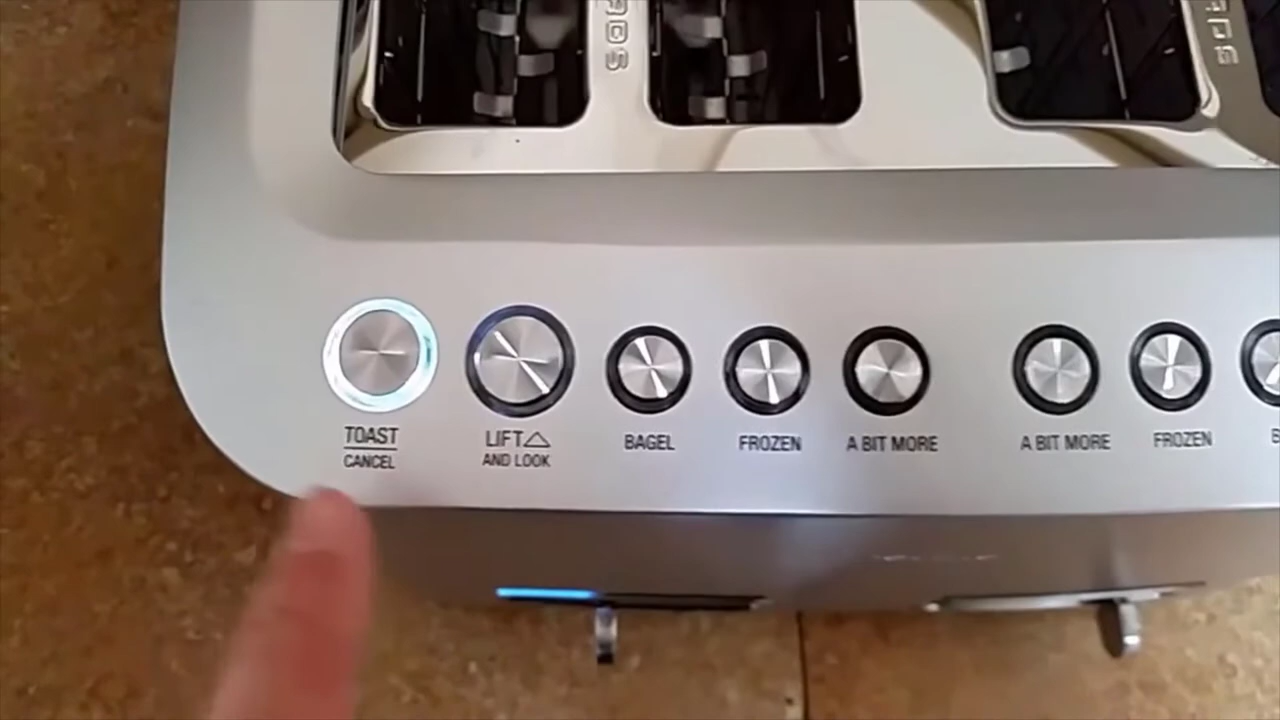 TOAST
CANCEL
LIFT△
AND LOOK
BAGEL
FROZEN
A BIT MORE
A BIT MORE
FROZEN